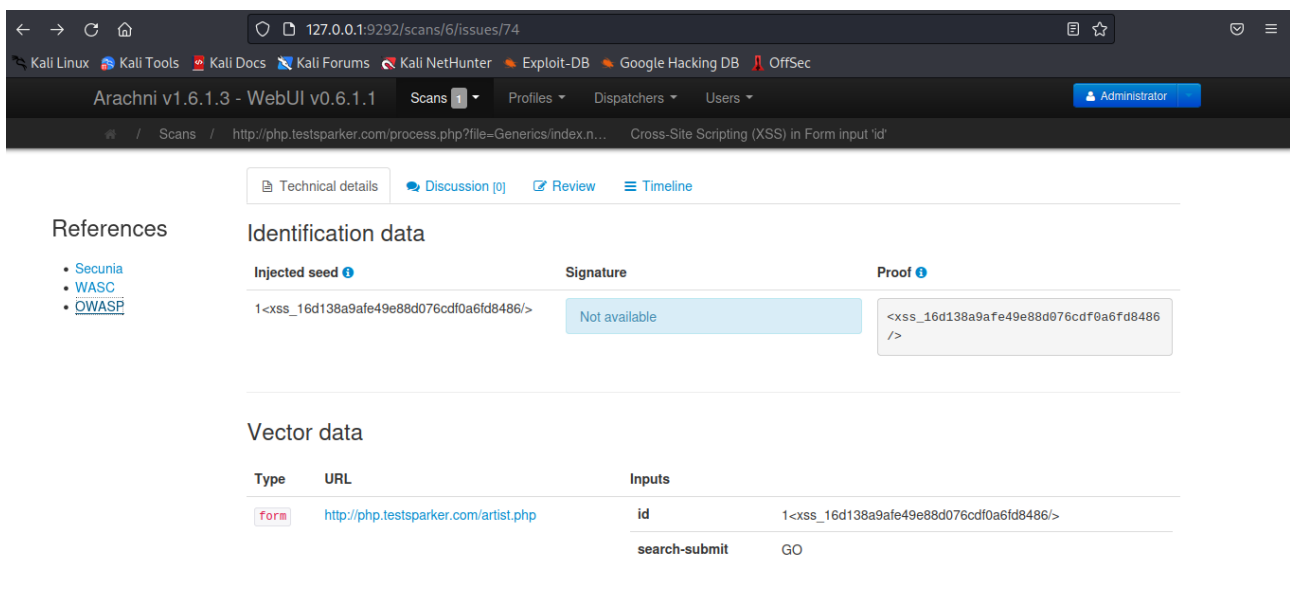 127.0.0.1:9292/scans/6/issues/74
Kali Linux Kali Tools Kali Docs Kali Forums Kali NetHunter Exploit-DB Google Hacking DB OffSec
Arachni v1.6.1.3 - WebUI v0.6.1.1 Scans 1 Profiles Dispatchers Users Administrator
/ Scans / http://php.testsparker.com/process.php?file=Generics/index.n... Cross-Site Scripting (XSS) in Form input 'id'
Technical details Discussion [0] Review Timeline
References
Secunia
WASC
OWASP
Identification data
Injected seed Signature Proof
1<xss_16d138a9afe49e88d076cdf0a6fd8486/> Not available <xss_16d138a9afe49e88d076cdf0a6fd8486
/>
Vector data
Type URL Inputs
form http://php.testsparker.com/artist.php id 1<xss_16d138a9afe49e88d076cdf0a6fd8486/>
search-submit GO